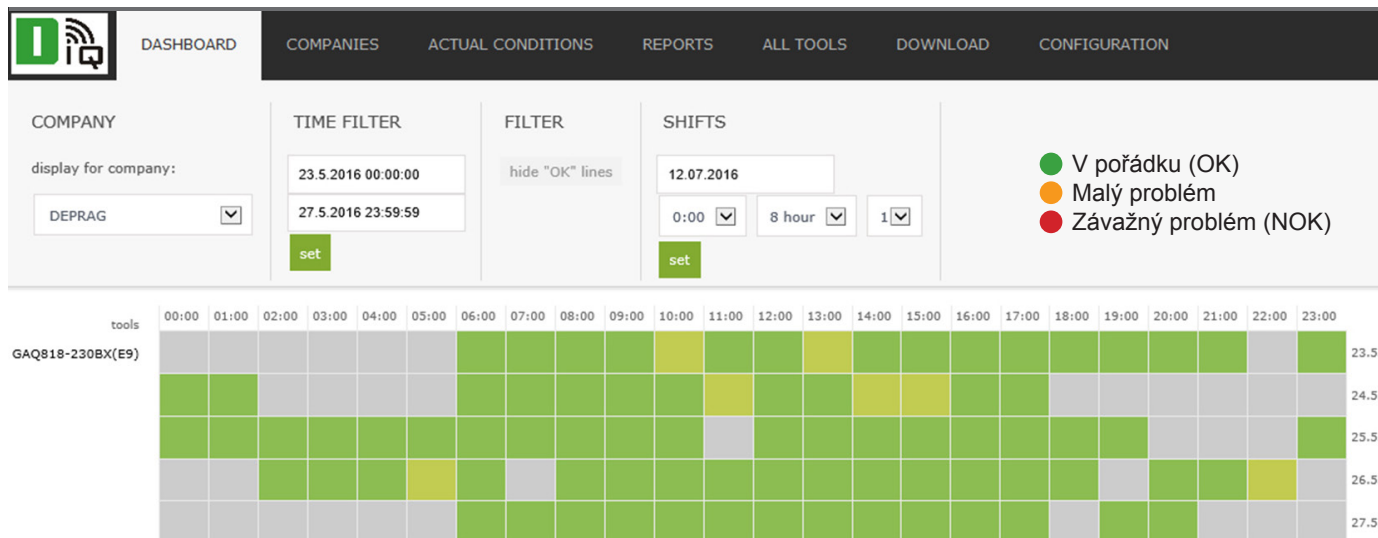 D iQ
DASHBOARD COMPANIES ACTUAL CONDITIONS REPORTS ALL TOOLS DOWNLOAD CONFIGURATION
COMPANY TIME FILTER FILTER SHIFTS
display for company:
DEPRAG
23.5.2016 00:00:00
27.5.2016 23:59:59
set
hide "OK" lines
12.07.2016
0:00 8 hour 1
set
V pořádku (OK)
Malý problém
Závažný problém (NOK)
tools 00:00 01:00 02:00 03:00 04:00 05:00 06:00 07:00 08:00 09:00 10:00 11:00 12:00 13:00 14:00 15:00 16:00 17:00 18:00 19:00 20:00 21:00 22:00 23:00
GAQ818-230BX(E9) 23.5
24.5
25.5
26.5
27.5